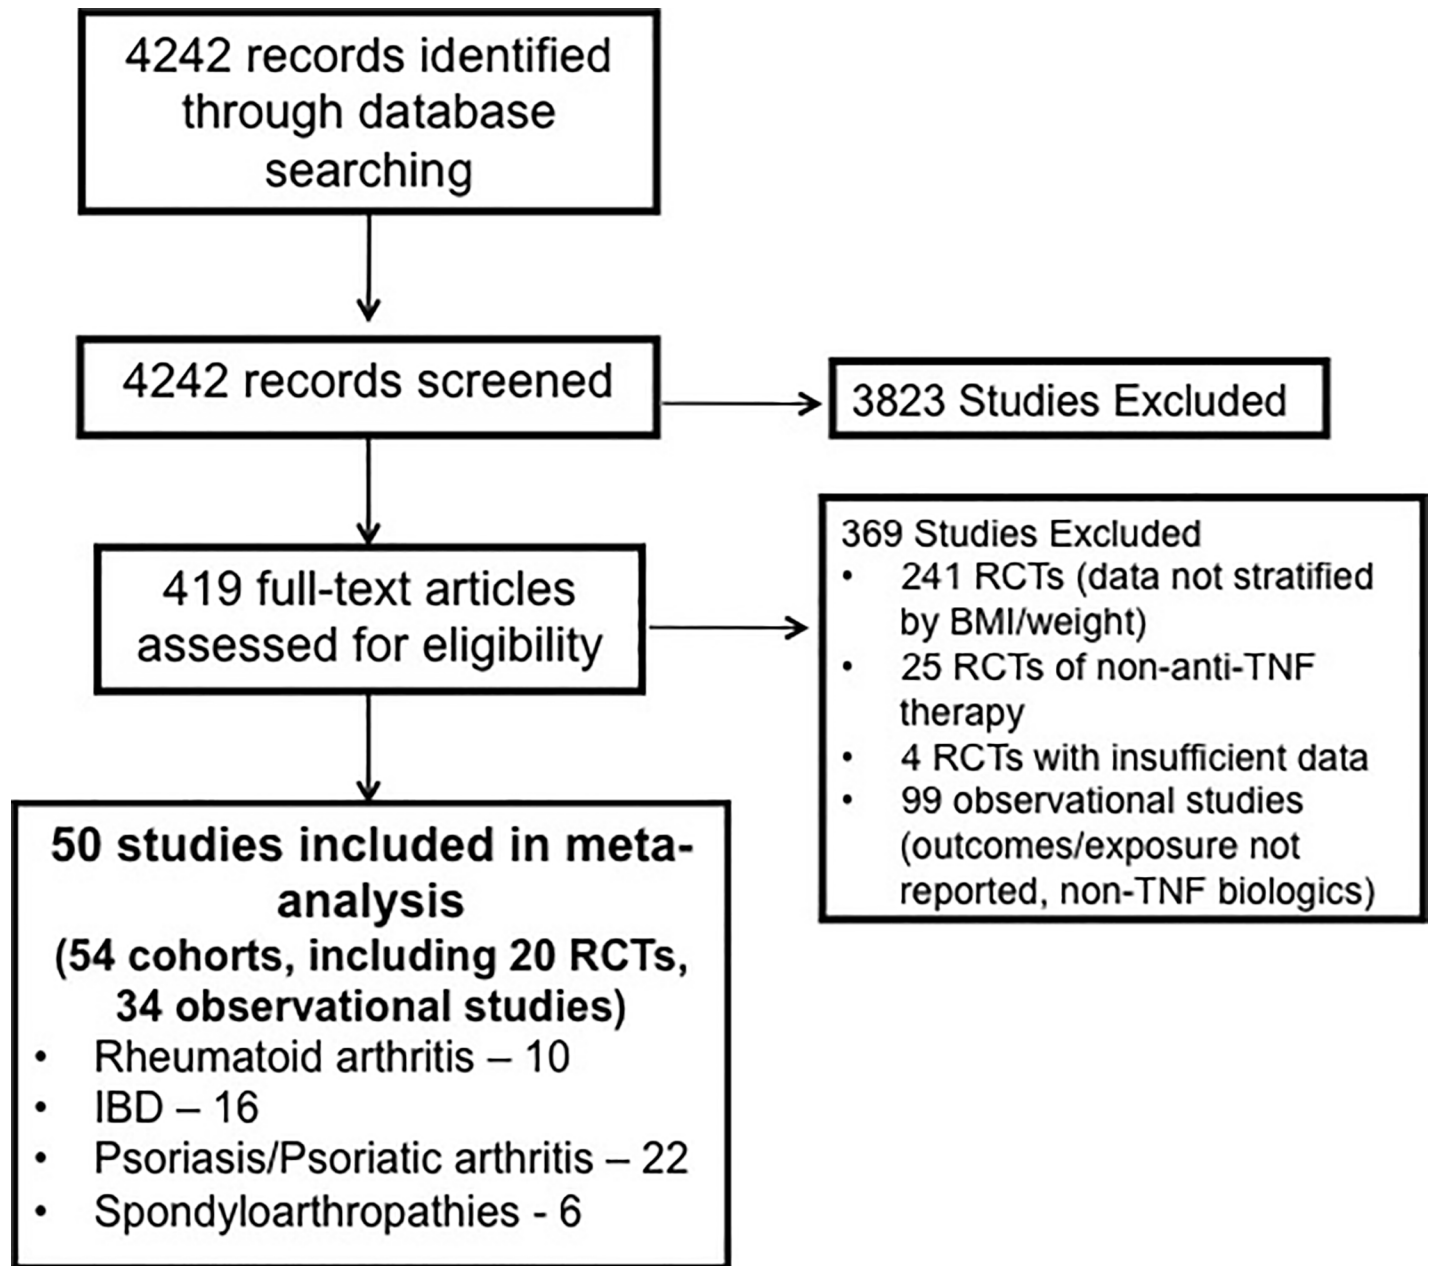 4242 records identified
through database
searching
4242 records screened
3823 Studies Excluded
419 full-text articles
assessed for eligibility
369 Studies Excluded
• 241 RCTs (data not stratified
by BMI/weight)
• 25 RCTs of non-anti-TNF
therapy
• 4 RCTs with insufficient data
• 99 observational studies
(outcomes/exposure not
reported, non-TNF biologics)
50 studies included in meta-
analysis
(54 cohorts, including 20 RCTs,
34 observational studies)
• Rheumatoid arthritis – 10
• IBD – 16
• Psoriasis/Psoriatic arthritis – 22
• Spondyloarthropathies - 6